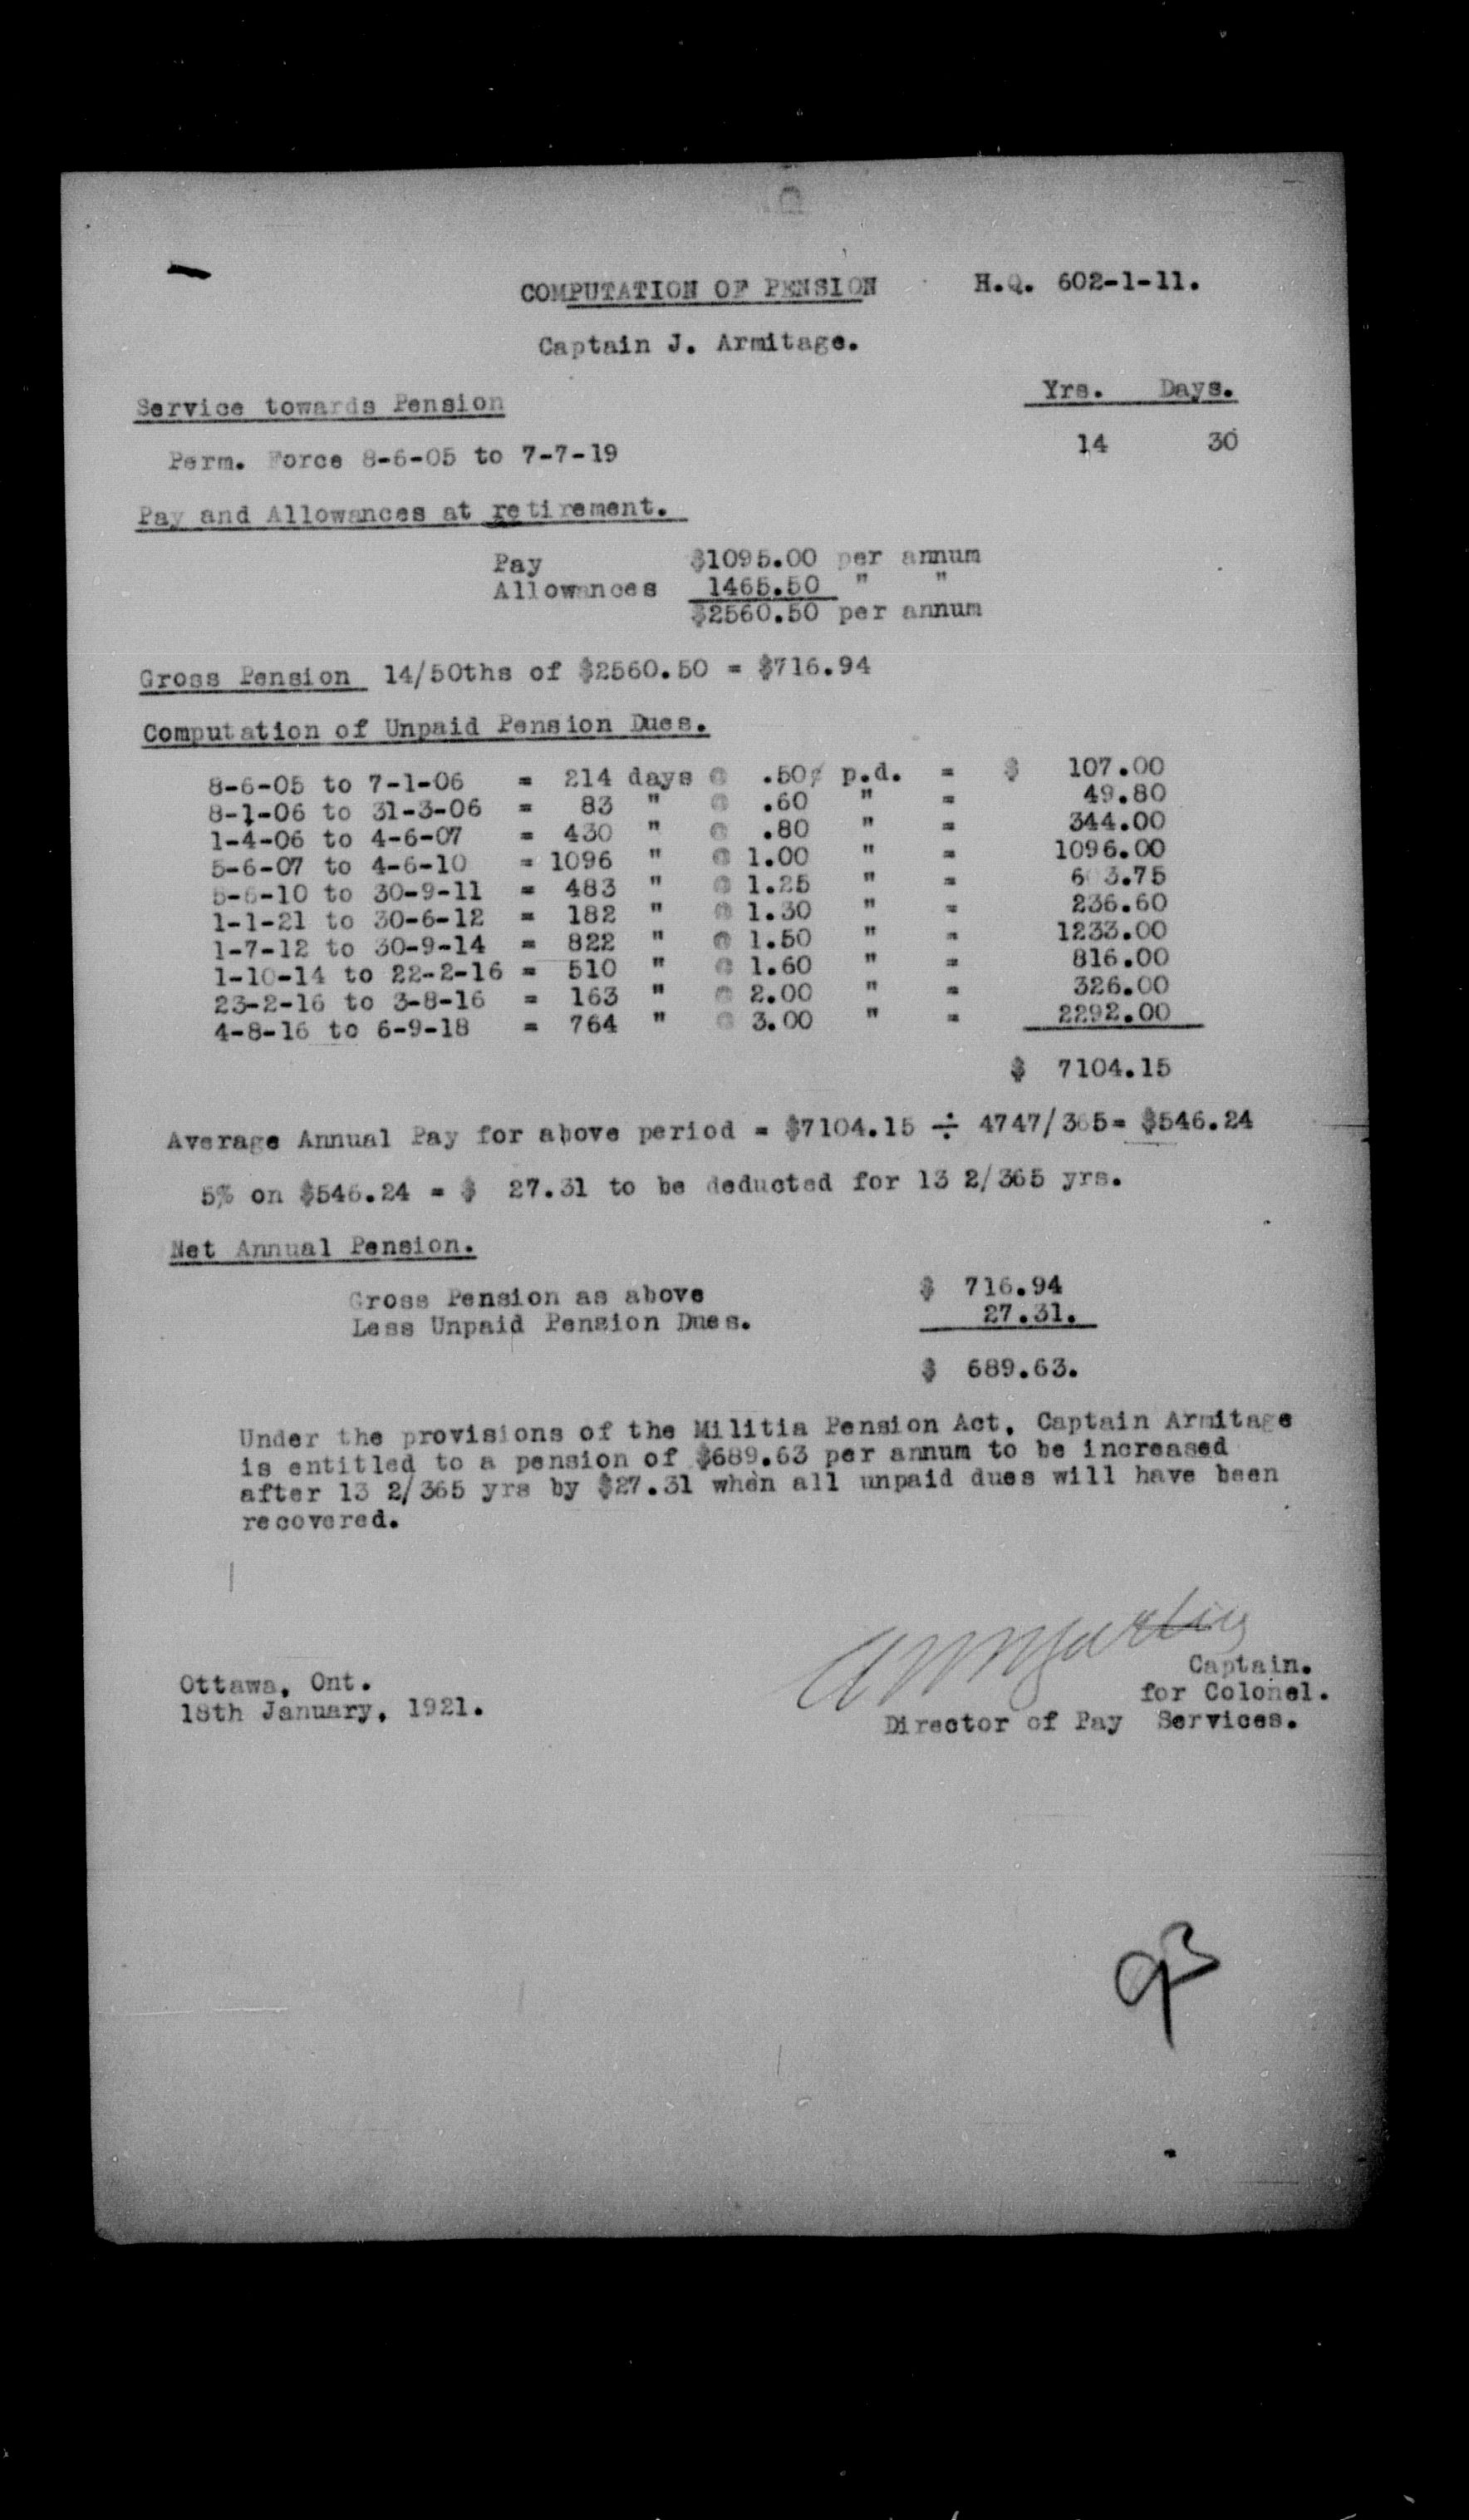 COMPUTATION OF PENSION H.Q. 602-1-11.
Captain J. Armitage.
Yrs. Days.
Service towards Pension
Perm. Force 8-6-05 to 7-7-19 14 30
Pay and Allowances at retirement.
Pay $1095.00 per annum
Allowances 1465.50 " "
$2560.50 per annum
Gross Pension 14/50ths of $2560.50 = $716.94
Computation of Unpaid Pension Dues.
8-6-05 to 7-1-06 = 214 days @ .50¢ p.d. = $ 107.00
8-1-06 to 31-3-06 = 83 " @ .60 " = 49.80
1-4-06 to 4-6-07 = 430 " @ .80 " = 344.00
5-6-07 to 4-6-10 = 1096 " @ 1.00 " = 1096.00
5-6-10 to 30-9-11 = 483 " @ 1.25 " = 603.75
1-1-21 to 30-6-12 = 182 " @ 1.30 " = 236.60
1-7-12 to 30-9-14 = 822 " @ 1.50 " = 1233.00
1-10-14 to 22-2-16 = 510 " @ 1.60 " = 816.00
23-2-16 to 3-8-16 = 163 " @ 2.00 " = 326.00
4-8-16 to 6-9-18 = 764 " @ 3.00 " = 2292.00
$ 7104.15
Average Annual Pay for above period = $7104.15 ÷ 4747/365= $546.24
5% on $546.24 = $ 27.31 to be deducted for 13 2/365 yrs.
Net Annual Pension.
Gross Pension as above $ 716.94
Less Unpaid Pension Dues. 27.31.
$ 689.63.
Under the provisions of the Militia Pension Act, Captain Armitage
is entitled to a pension of $689.63 per annum to be increased
after 13 2/365 yrs by $27.31 when all unpaid dues will have been
recovered.
Captain.
Ottawa, Ont.
for Colonel.
18th January, 1921.
Director of Pay Services.